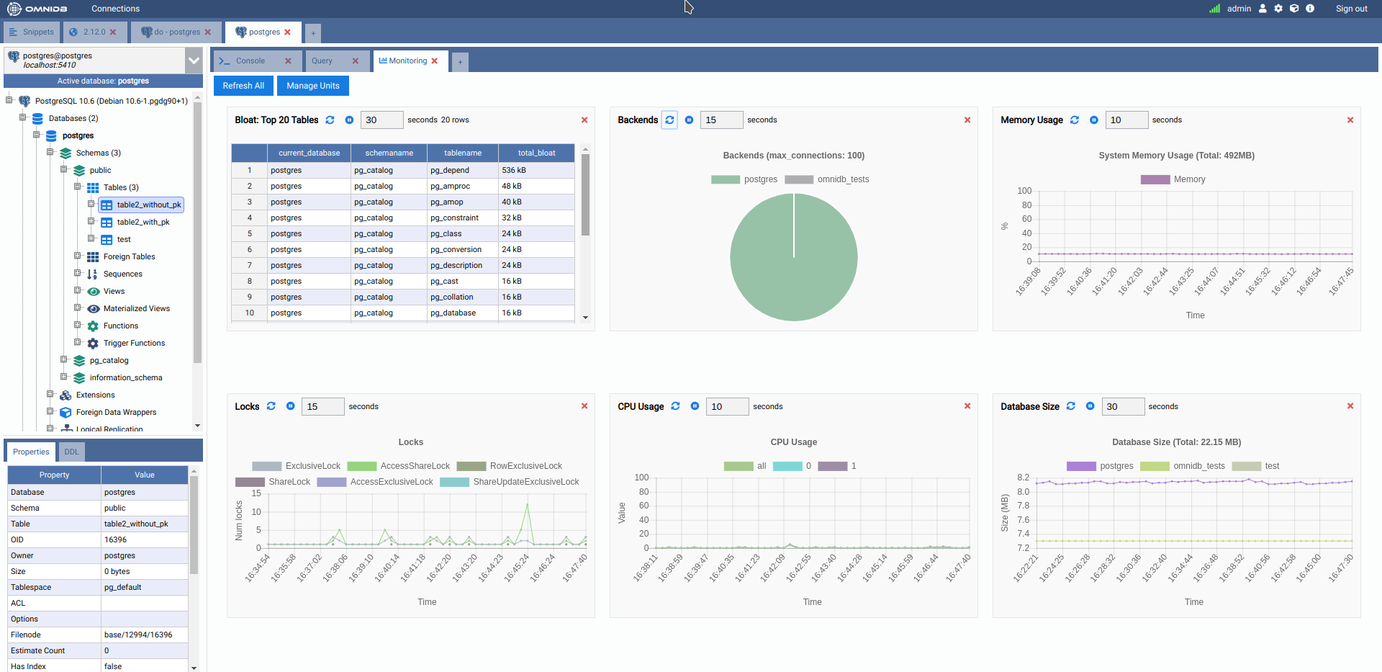 OMNIDB Connections admin Sign out
Snippets 2.12.0 do - postgres postgres +
postgres@postgres
localhost:5410
Active database: postgres
PostgreSQL 10.6 (Debian 10.6-1.pgdg90+1)
Databases (2)
postgres
Schemas (3)
public
Tables (3)
table2_without_pk
table2_with_pk
test
Foreign Tables
Sequences
Views
Materialized Views
Functions
Trigger Functions
pg_catalog
information_schema
Extensions
Foreign Data Wrappers
Logical Replication
Properties DDL
Property Value
Database postgres
Schema public
Table table2_without_pk
OID 16396
Owner postgres
Size 0 bytes
Tablespace pg_default
ACL
Options
Filenode base/12994/16396
Estimate Count 0
Has Index false
Console Query Monitoring +
Refresh All Manage Units
Bloat: Top 20 Tables 30 seconds 20 rows
current_database schemaname tablename total_bloat
1 postgres pg_catalog pg_depend 536 kB
2 postgres pg_catalog pg_amproc 48 kB
3 postgres pg_catalog pg_amop 40 kB
4 postgres pg_catalog pg_constraint 32 kB
5 postgres pg_catalog pg_class 24 kB
6 postgres pg_catalog pg_conversion 24 kB
7 postgres pg_catalog pg_description 24 kB
8 postgres pg_catalog pg_cast 16 kB
9 postgres pg_catalog pg_collation 16 kB
10 postgres pg_catalog pg_database 16 kB
Backends 15 seconds
Backends (max_connections: 100)
postgres omnidb_tests
Memory Usage 10 seconds
System Memory Usage (Total: 492MB)
Memory
%
100
80
60
40
20
0
16:39:08 16:39:52 16:40:36 16:41:20 16:42:03 16:42:44 16:43:25 16:44:07 16:44:51 16:45:32 16:46:12 16:46:54 16:47:45
Time
Locks 15 seconds
Locks
ExclusiveLock AccessShareLock RowExclusiveLock
ShareLock AccessExclusiveLock ShareUpdateExclusiveLock
Num locks
15
10
5
0
16:34:54 16:35:58 16:37:02 16:38:06 16:39:10 16:40:14 16:41:18 16:42:20 16:43:20 16:44:23 16:45:24 16:46:24 16:47:40
Time
CPU Usage 10 seconds
CPU Usage
all 0 1
Value
100
80
60
40
20
0
16:38:11 16:38:59 16:39:47 16:40:35 16:41:23 16:42:09 16:42:55 16:43:40 16:44:28 16:45:14 16:45:59 16:46:44 16:47:40
Time
Database Size 30 seconds
Database Size (Total: 22.15 MB)
postgres omnidb_tests test
Size (MB)
8.2
8.0
7.8
7.6
7.4
7.2
16:22:21 16:24:25 16:26:28 16:28:32 16:30:36 16:32:40 16:34:44 16:36:48 16:38:52 16:40:56 16:42:58 16:45:00 16:47:30
Time